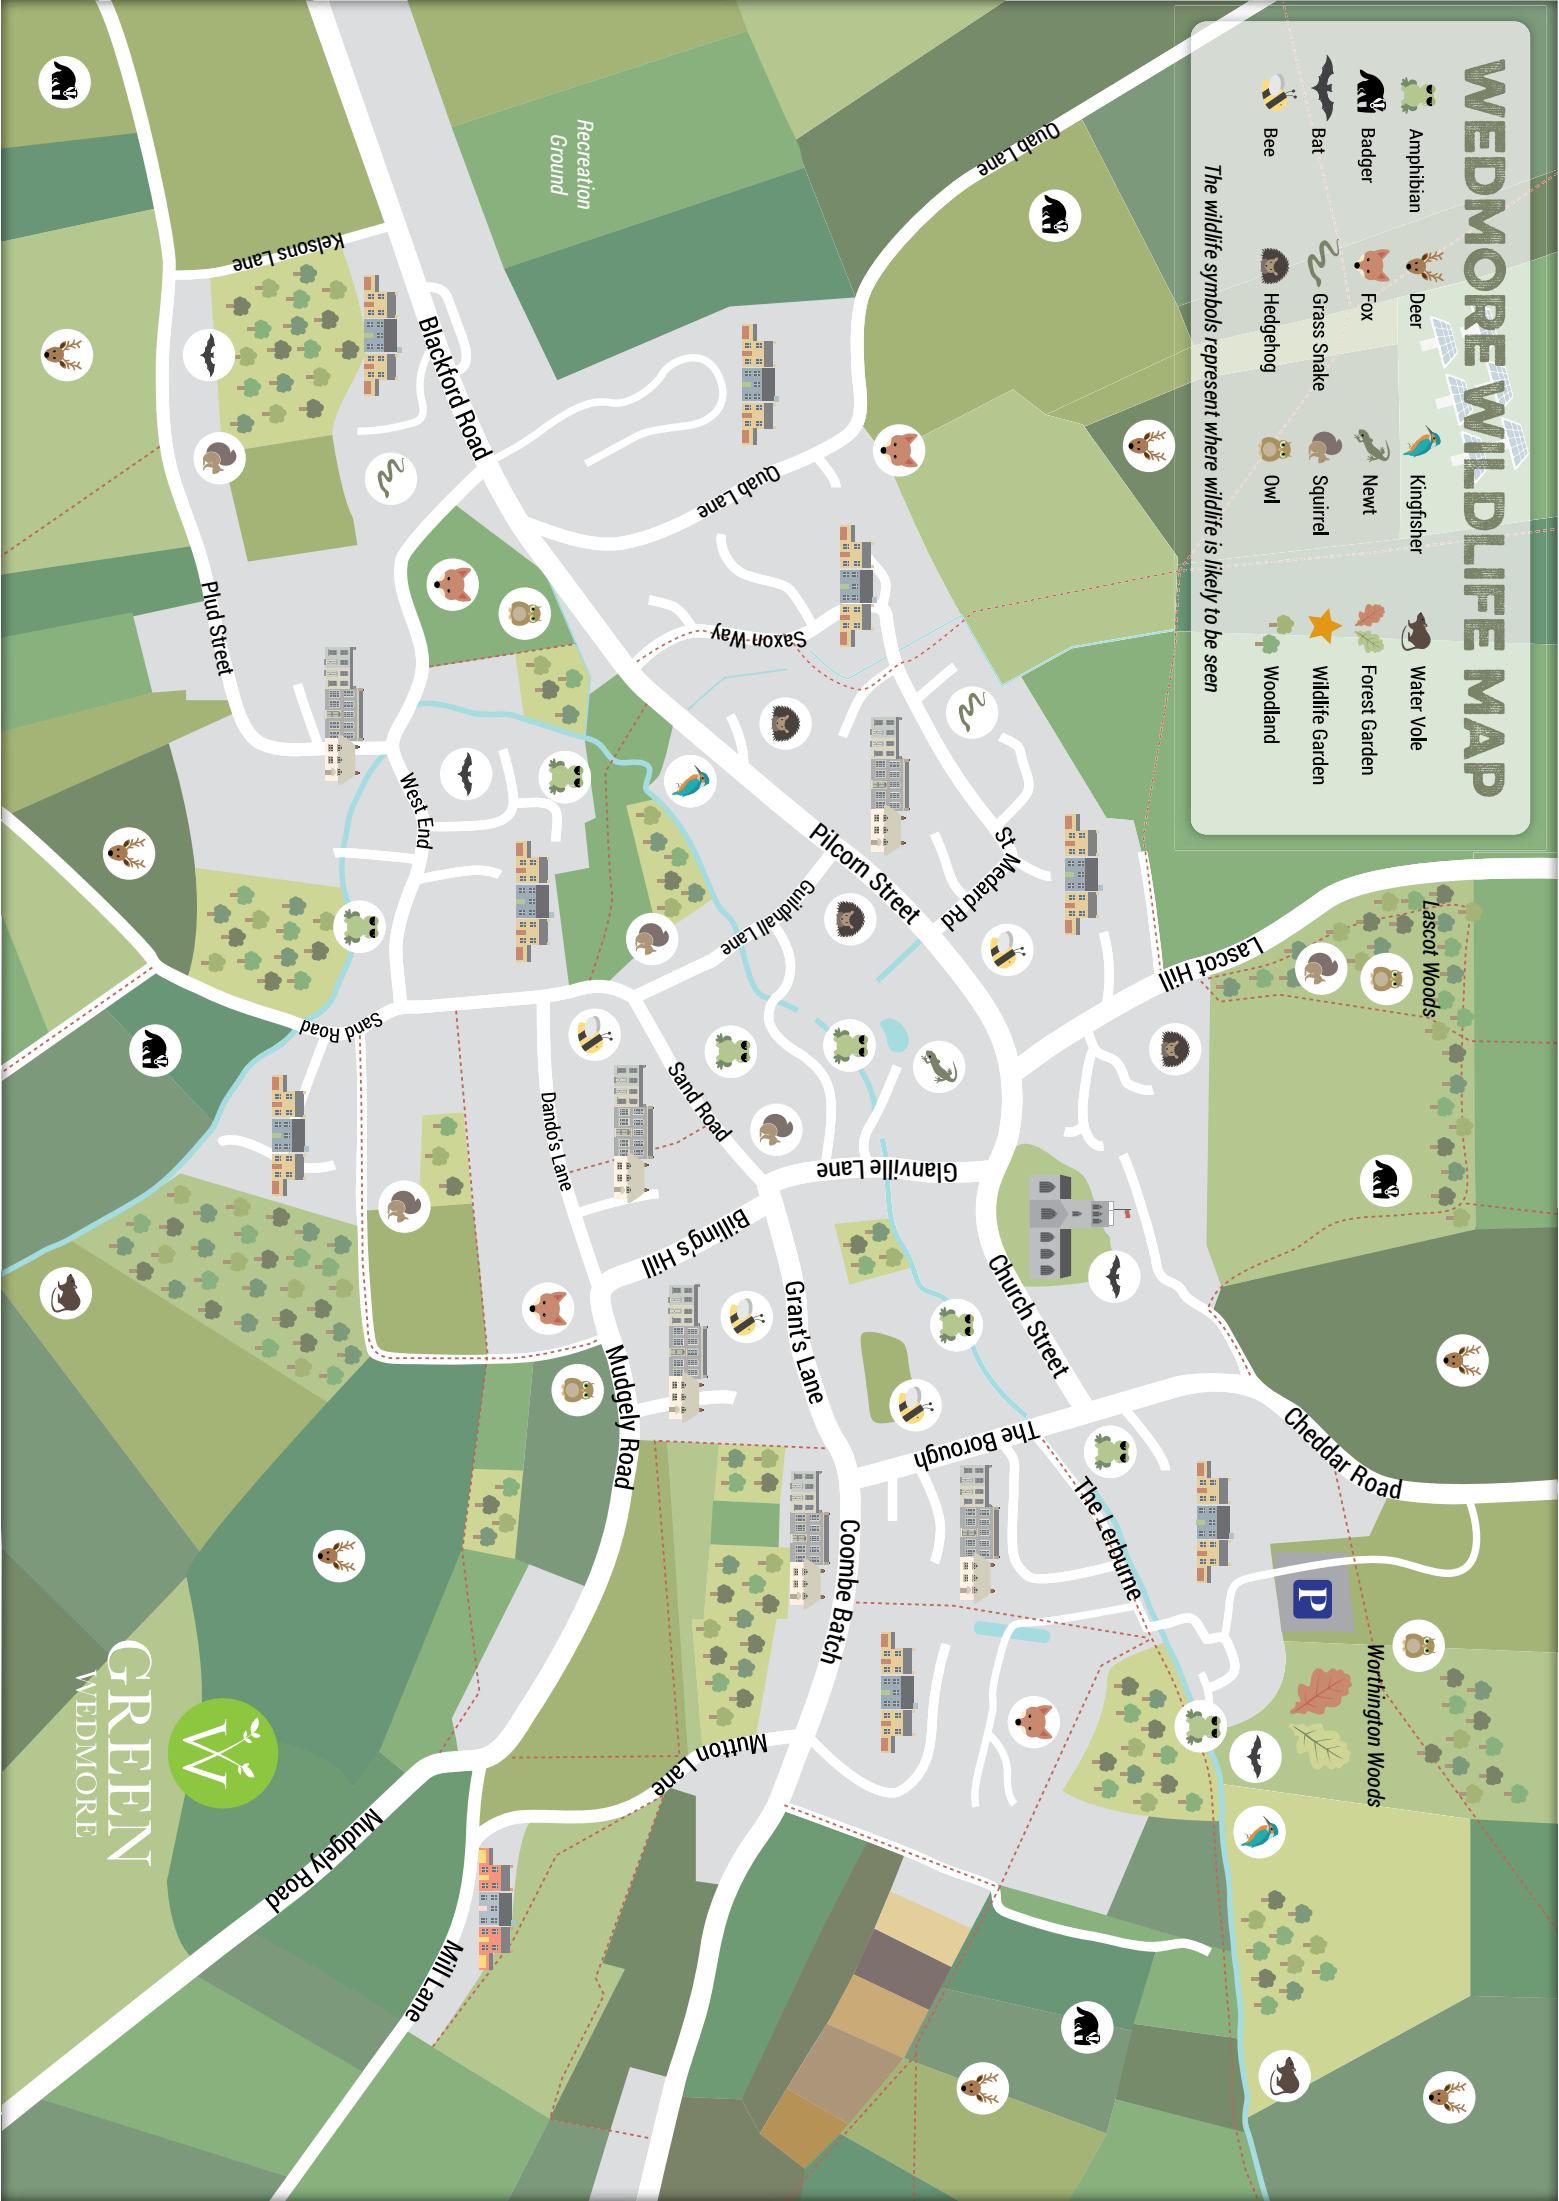 WEDMORE WILDLIFE MAP
Amphibian
Deer
Kingfisher
Water Vole
Badger
Fox
Newt
Forest Garden
Bat
Grass Snake
Squirrel
Wildlife Garden
Bee
Hedgehog
Owl
Woodland
The wildlife symbols represent where wildlife is likely to be seen
Lascot Woods
Lascot Hill
Cheddar Road
Worthington Woods
P
Quab Lane
Recreation
Ground
Quab Lane
Saxon Way
St Medard Rd
Pilcorn Street
Church Street
The Borough
The Lerburne
Guildhall Lane
Glanville Lane
Grant's Lane
Coombe Batch
Blackford Road
Kelsons Lane
Plud Street
West End
Sand Road
Sand Road
Dando's Lane
Billing's Hill
Mudgely Road
Mutton Lane
Mudgely Road
Mill Lane
W
GREEN
WEDMORE